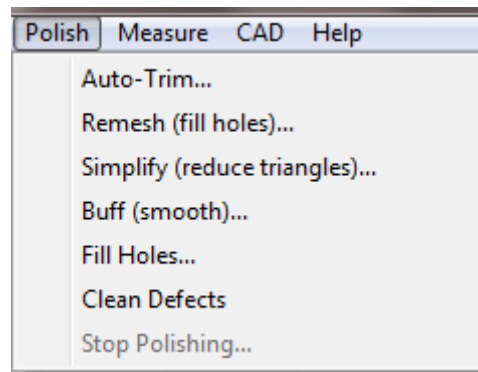 Polish Measure CAD Help
Auto-Trim...
Remesh (fill holes)...
Simplify (reduce triangles)...
Buff (smooth)...
Fill Holes...
Clean Defects
Stop Polishing...